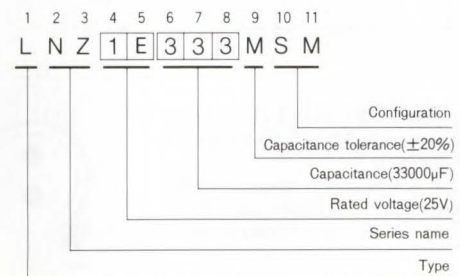 1 2 3 4 5 6 7 8 9 10 11
L N Z 1 E 3 3 3 M S M
Configuration
Capacitance tolerance(±20%)
Capacitance(33000μF)
Rated voltage(25V)
Series name
Type